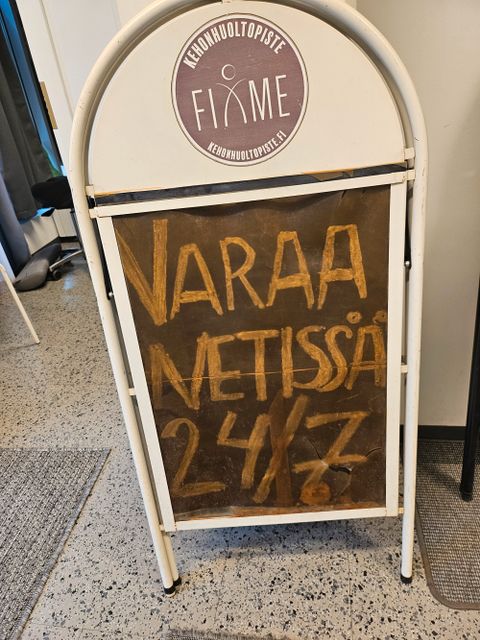 KEHONHUOLTOPISTE
FIXME
KEHONHUOLTOPISTE.FI
VARAA
NETISSÄ
24/7